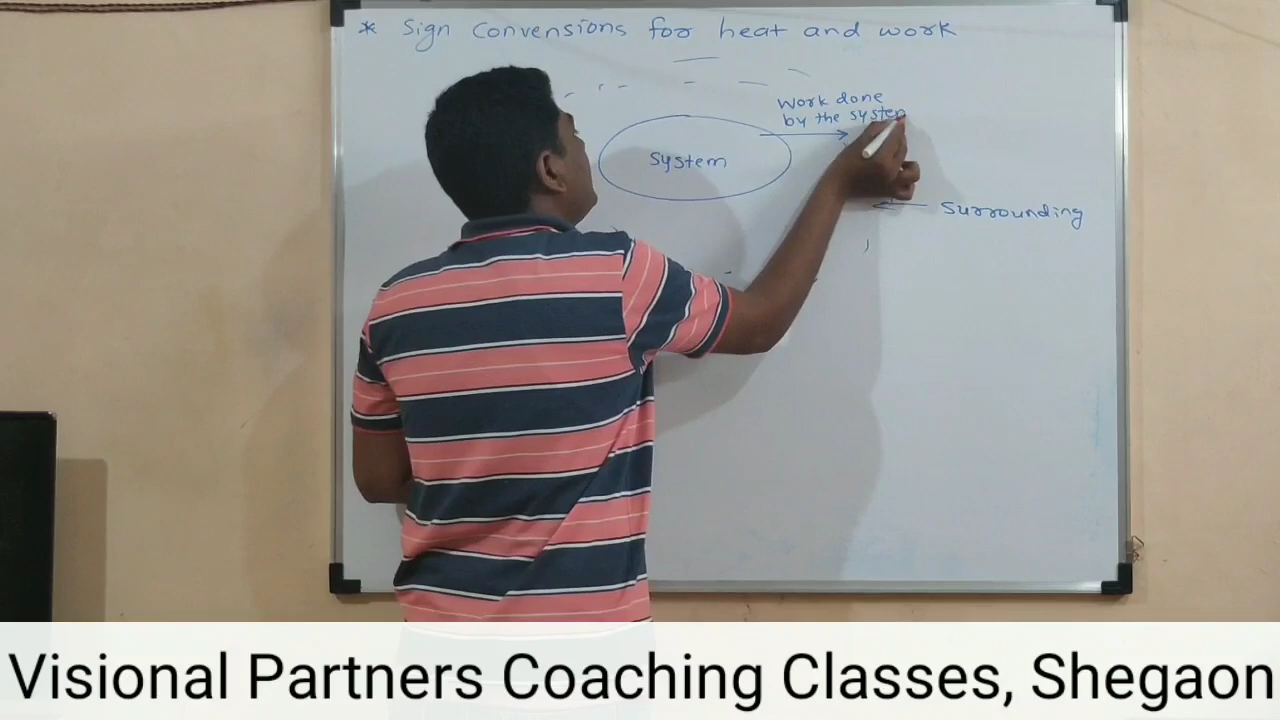 * Sign Convensions for heat and work
Work done
by the system
System
Surrounding
Visional Partners Coaching Classes, Shegaon